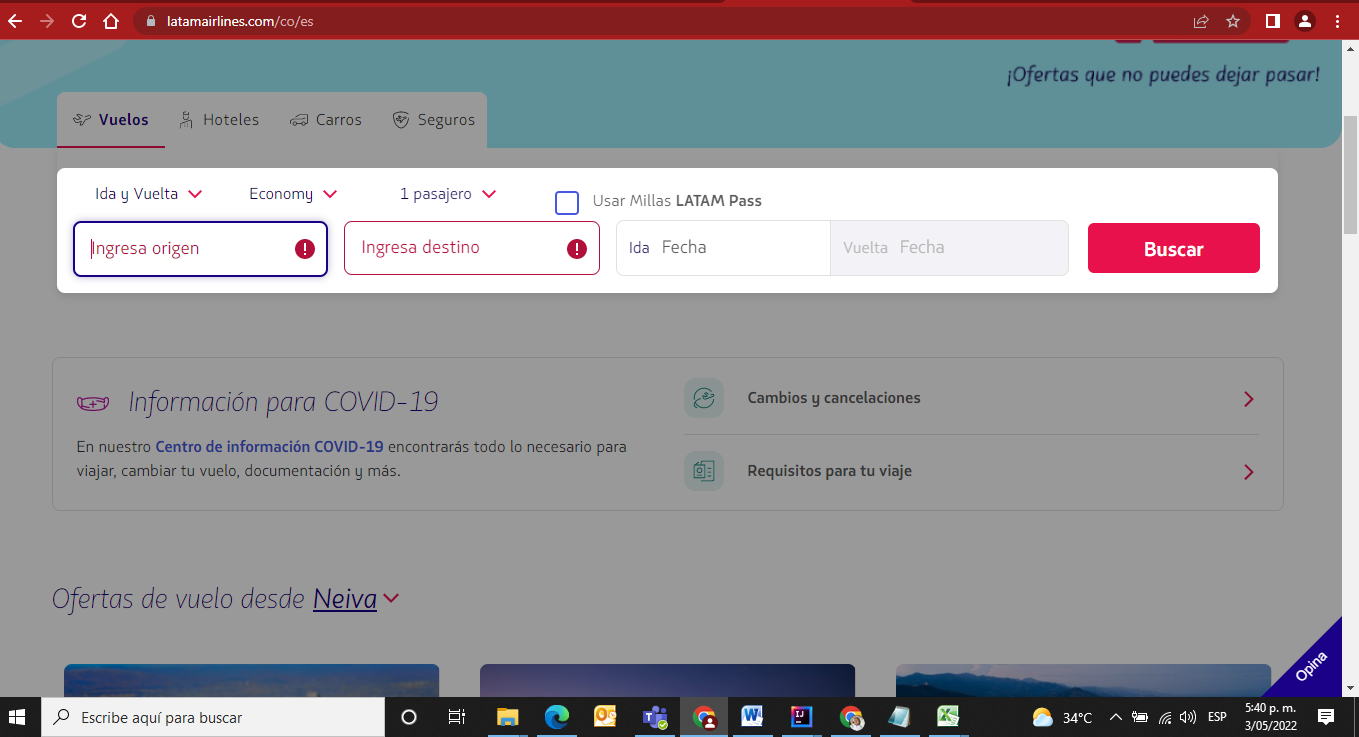 latamairlines.com/co/es
¡Ofertas que no puedes dejar pasar!
Vuelos Hoteles Carros Seguros
Ida y Vuelta Economy 1 pasajero Usar Millas LATAM Pass
Ingresa origen Ingresa destino Ida Fecha Vuelta Fecha Buscar
Información para COVID-19
En nuestro Centro de información COVID-19 encontrarás todo lo necesario para
viajar, cambiar tu vuelo, documentación y más.
Cambios y cancelaciones
Requisitos para tu viaje
Ofertas de vuelo desde Neiva
Opina
Escribe aquí para buscar
34°C
ESP
5:40 p. m.
3/05/2022